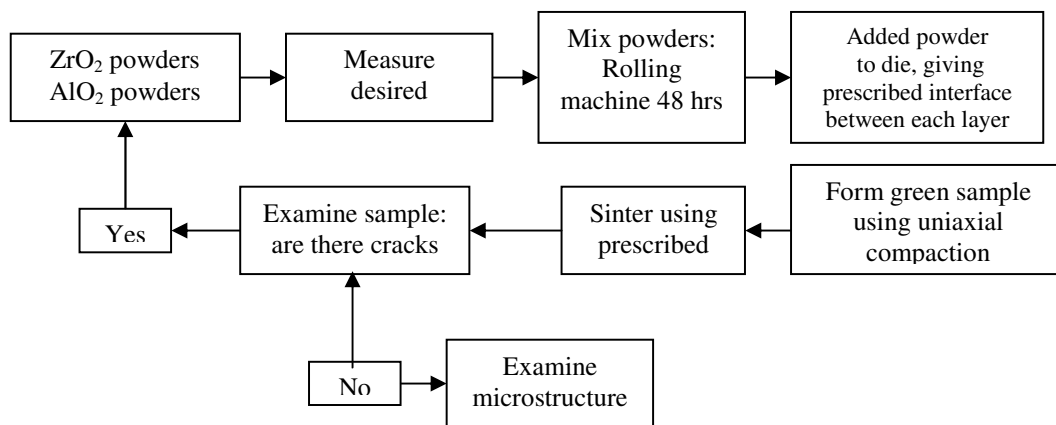 ZrO₂ powders
AlO₂ powders
Measure
desired
Mix powders:
Rolling
machine 48 hrs
Added powder
to die, giving
prescribed interface
between each layer
Form green sample
using uniaxial
compaction
Sinter using
prescribed
Examine sample:
are there cracks
Yes
No
Examine
microstructure